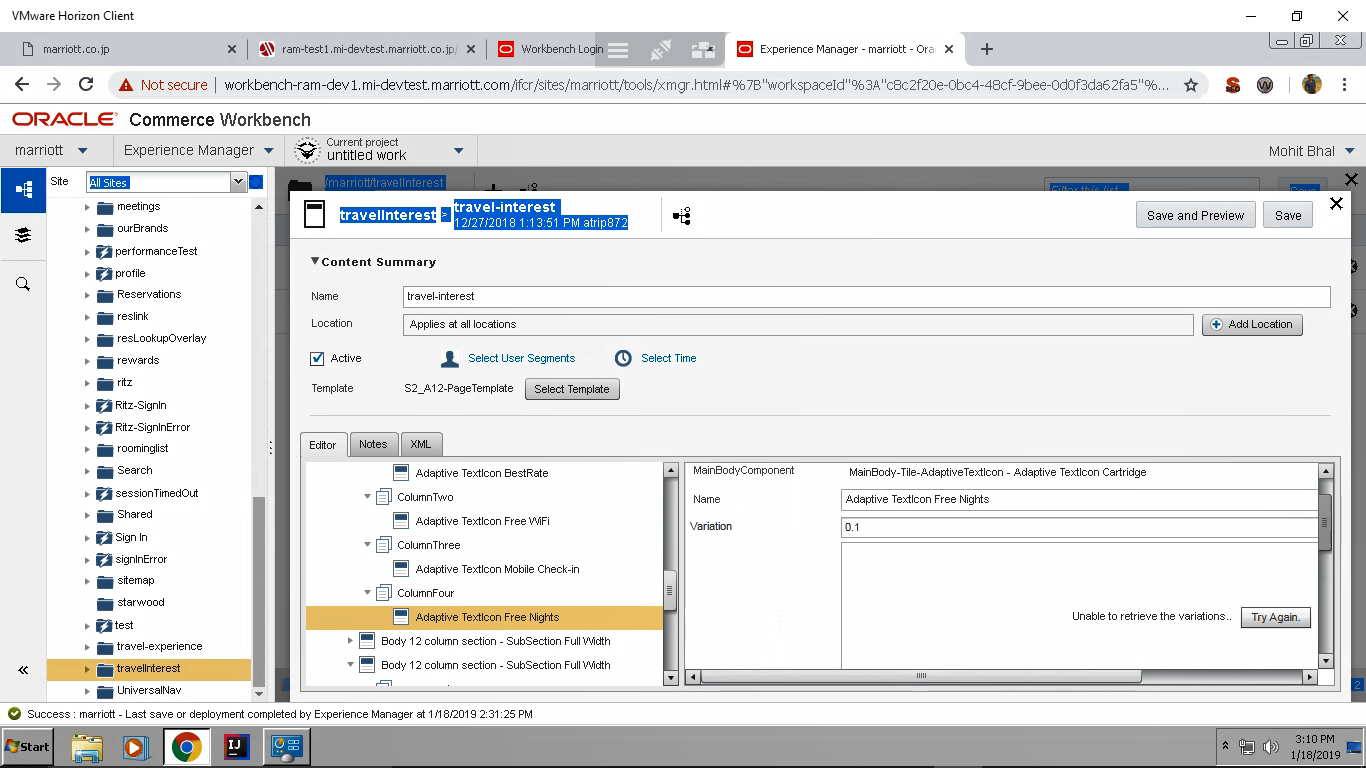 VMware Horizon Client
marriott.co.jp
ram-test1.mi-devtest.marriott.co.jp/
Workbench Login
Experience Manager - marriott - Ora
Not secure
workbench-ram-dev1.mi-devtest.marriott.com/ifcr/sites/marriott/tools/xmgr.html#%7B"workspaceId"%3A"c8c2f20e-0bc4-48cf-9bee-0d0f3da62fa5"%...
ORACLE Commerce Workbench
marriott
Experience Manager
Current project
untitled work
Mohit Bhal
Site
All Sites
/marriott/travelInterest
Filter this list...
Save
meetings
ourBrands
performanceTest
profile
Reservations
reslink
resLookupOverlay
rewards
ritz
Ritz-SignIn
Ritz-SignInError
roominglist
Search
sessionTimedOut
Shared
Sign In
signInError
sitemap
starwood
test
travel-experience
travelInterest
UniversalNav
travelInterest > travel-interest
12/27/2018 1:13:51 PM atrip872
Save and Preview
Save
Content Summary
Name
travel-interest
Location
Applies at all locations
Add Location
Active
Select User Segments
Select Time
Template
S2_A12-PageTemplate
Select Template
Editor
Notes
XML
Adaptive TextIcon BestRate
ColumnTwo
Adaptive TextIcon Free WiFi
ColumnThree
Adaptive TextIcon Mobile Check-in
ColumnFour
Adaptive TextIcon Free Nights
Body 12 column section - SubSection Full Width
Body 12 column section - SubSection Full Width
MainBodyComponent
MainBody-Tile-AdaptiveTextIcon - Adaptive TextIcon Cartridge
Name
Adaptive TextIcon Free Nights
Variation
0.1
Unable to retrieve the variations..
Try Again.
2
Success : marriott - Last save or deployment completed by Experience Manager at 1/18/2019 2:31:25 PM
Start
3:10 PM
1/18/2019